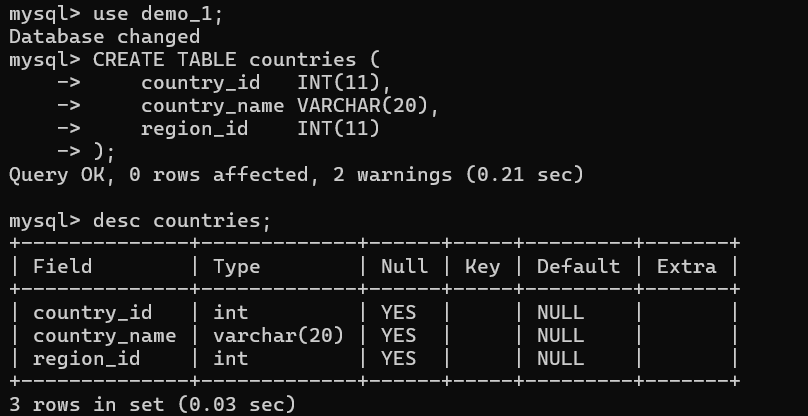 mysql> use demo_1;
Database changed
mysql> CREATE TABLE countries (
    ->     country_id   INT(11),
    ->     country_name VARCHAR(20),
    ->     region_id    INT(11)
    -> );
Query OK, 0 rows affected, 2 warnings (0.21 sec)

mysql> desc countries;
+--------------+-------------+------+-----+---------+-------+
| Field        | Type        | Null | Key | Default | Extra |
+--------------+-------------+------+-----+---------+-------+
| country_id   | int         | YES  |     | NULL    |       |
| country_name | varchar(20) | YES  |     | NULL    |       |
| region_id    | int         | YES  |     | NULL    |       |
+--------------+-------------+------+-----+---------+-------+
3 rows in set (0.03 sec)